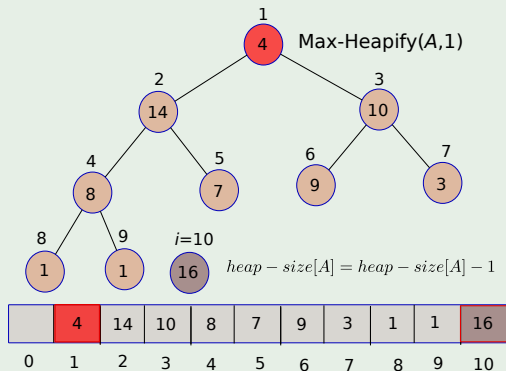 1
4 Max-Heapify(A,1)
2 3
14 10
4 5 6 7
8 7 9 3
8 9 i=10
1 1 16 heap − size[A] = heap − size[A] − 1
4 14 10 8 7 9 3 1 1 16
0 1 2 3 4 5 6 7 8 9 10